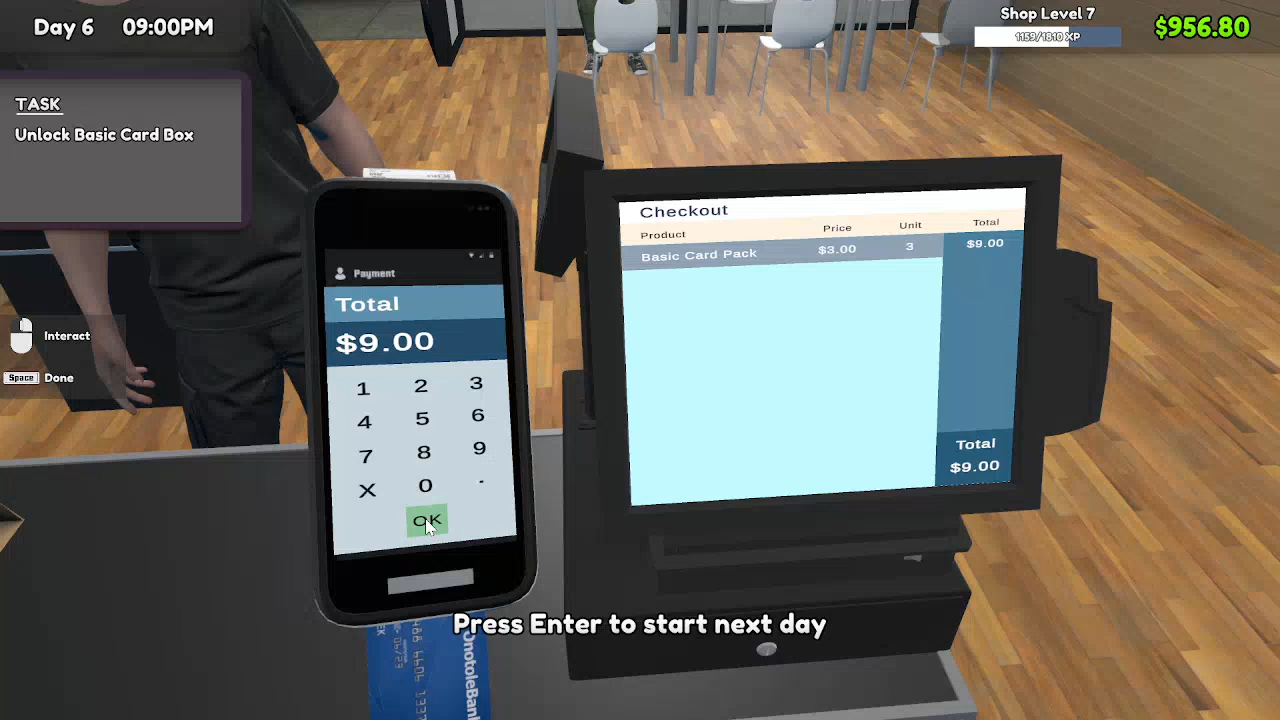 Day 6 09:00PM
Shop Level 7
1159/1810 XP
$956.80
TASK
Unlock Basic Card Box
Interact
Space Done
Payment
Total
$9.00
1 2 3
4 5 6
7 8 9
X 0 .
OK
Checkout
Product Price Unit Total
Basic Card Pack $3.00 3 $9.00
Total
$9.00
Press Enter to start next day
OnotoleBank